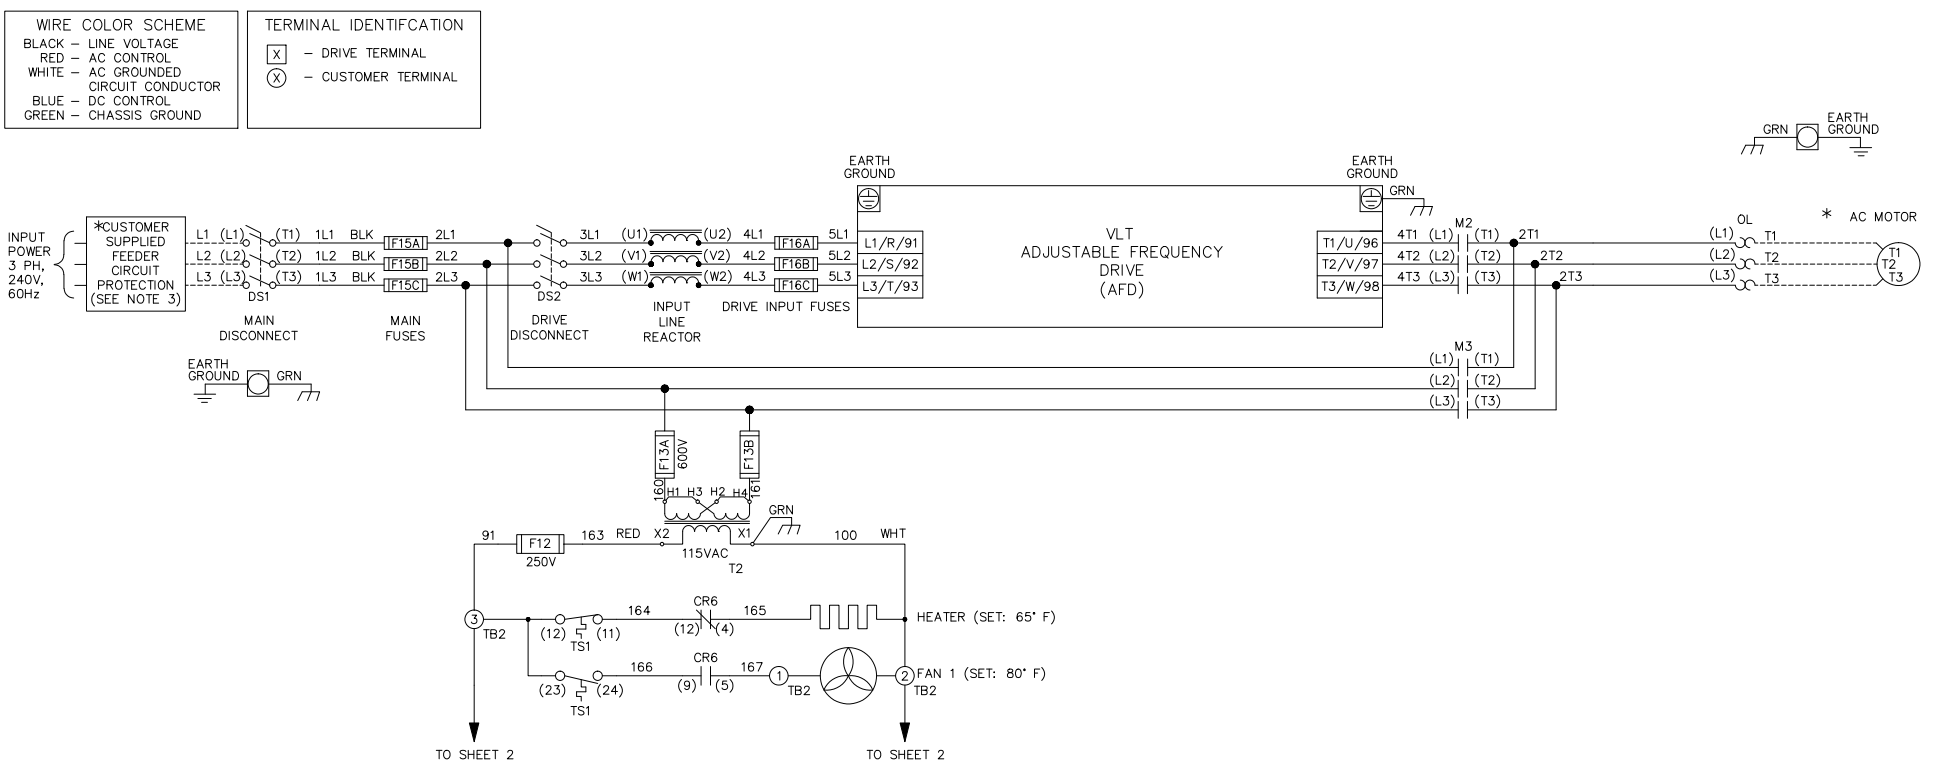 WIRE COLOR SCHEME
BLACK – LINE VOLTAGE
RED – AC CONTROL
WHITE – AC GROUNDED
CIRCUIT CONDUCTOR
BLUE – DC CONTROL
GREEN – CHASSIS GROUND
TERMINAL IDENTIFCATION
X – DRIVE TERMINAL
X – CUSTOMER TERMINAL
GRN EARTH
GROUND
EARTH
GROUND
EARTH
GROUND
GRN
INPUT
POWER
3 PH,
240V,
60Hz
*CUSTOMER
SUPPLIED
FEEDER
CIRCUIT
PROTECTION
(SEE NOTE 3)
L1 (L1) (T1) 1L1 BLK F15A 2L1 3L1 (U1) (U2) 4L1 F16A 5L1 L1/R/91
L2 (L2) (T2) 1L2 BLK F15B 2L2 3L2 (V1) (V2) 4L2 F16B 5L2 L2/S/92
L3 (L3) (T3) 1L3 BLK F15C 2L3 3L3 (W1) (W2) 4L3 F16C 5L3 L3/T/93
DS1
MAIN
DISCONNECT
MAIN
FUSES
DS2
DRIVE
DISCONNECT
INPUT
LINE
REACTOR
DRIVE INPUT FUSES
VLT
ADJUSTABLE FREQUENCY
DRIVE
(AFD)
M2
T1/U/96 4T1 (L1) (T1) 2T1
T2/V/97 4T2 (L2) (T2) 2T2
T3/W/98 4T3 (L3) (T3) 2T3
OL
(L1) T1
(L2) T2
(L3) T3
* AC MOTOR
T1
T2
T3
M3
(L1) (T1)
(L2) (T2)
(L3) (T3)
EARTH
GROUND GRN
F13A
600V
F13B
160
161
H1 H3 H2 H4
GRN
91 F12 163 RED X2 X1 100 WHT
250V
115VAC
T2
3 TB2
164 CR6 165
(12) (11) (12) (4)
TS1
HEATER (SET: 65° F)
166 CR6 167 1
(23) (24) (9) (5) TB2
TS1
2 FAN 1 (SET: 80° F)
TB2
TO SHEET 2
TO SHEET 2